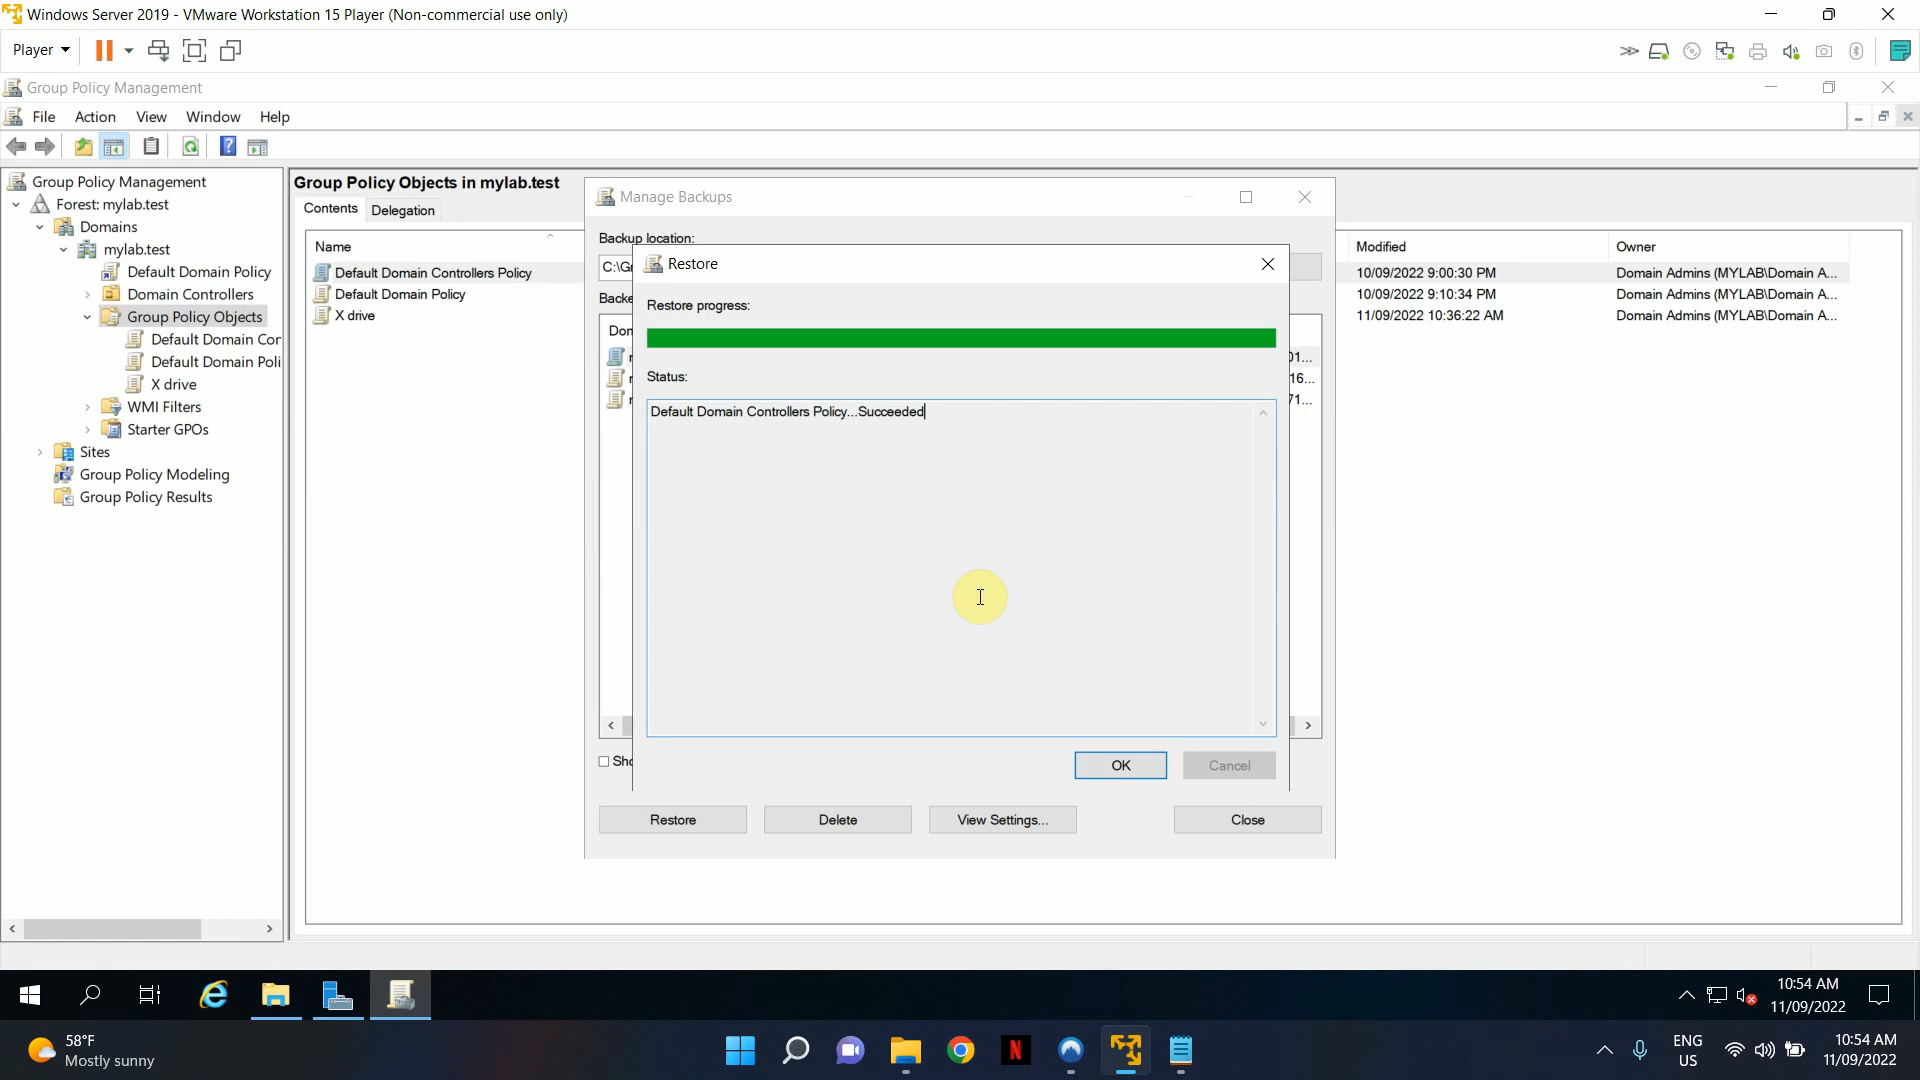 Windows Server 2019 - VMware Workstation 15 Player (Non-commercial use only)
Player
Group Policy Management
File Action View Window Help
Group Policy Management
Forest: mylab.test
Domains
mylab.test
Default Domain Policy
Domain Controllers
Group Policy Objects
Default Domain Cor
Default Domain Poli
X drive
WMI Filters
Starter GPOs
Sites
Group Policy Modeling
Group Policy Results
Group Policy Objects in mylab.test
Contents Delegation
Name Modified Owner
Default Domain Controllers Policy 10/09/2022 9:00:30 PM Domain Admins (MYLAB\Domain A...
Default Domain Policy 10/09/2022 9:10:34 PM Domain Admins (MYLAB\Domain A...
X drive 11/09/2022 10:36:22 AM Domain Admins (MYLAB\Domain A...
Manage Backups
Backup location:
Restore
Restore progress:
Status:
Default Domain Controllers Policy...Succeeded
16...
OK Cancel
Restore Delete View Settings... Close
10:54 AM
11/09/2022
58°F
Mostly sunny
N
ENG
US
10:54 AM
11/09/2022